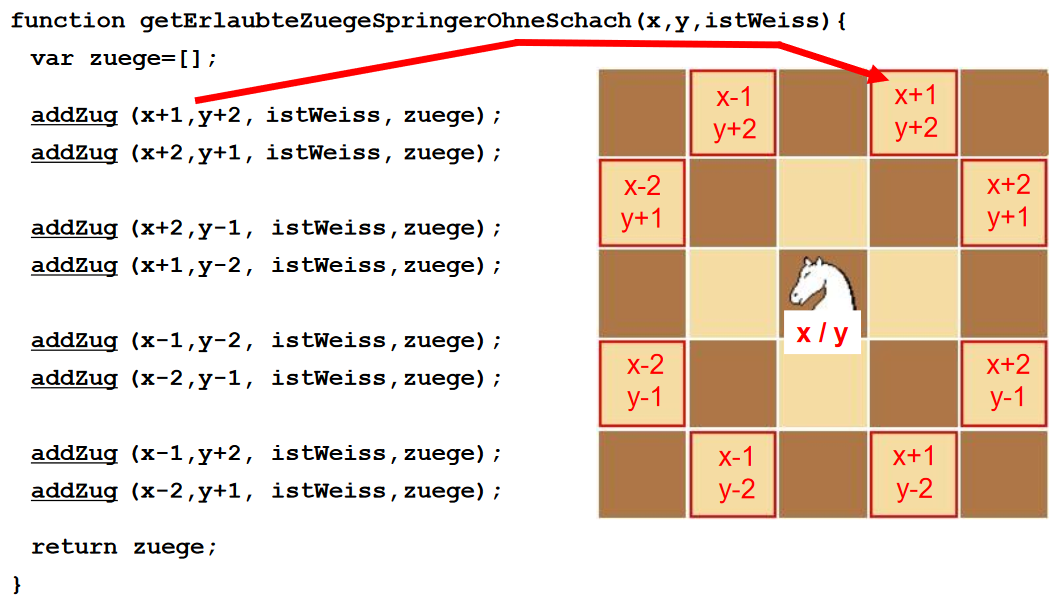 function getErlaubteZuegeSpringerOhneSchach(x,y,istWeiss){
var zuege=[];
addZug (x+1,y+2, istWeiss, zuege);
addZug (x+2,y+1, istWeiss, zuege);
addZug (x+2,y-1, istWeiss,zuege);
addZug (x+1,y-2, istWeiss,zuege);
addZug (x-1,y-2, istWeiss,zuege);
addZug (x-2,y-1, istWeiss,zuege);
addZug (x-1,y+2, istWeiss,zuege);
addZug (x-2,y+1, istWeiss,zuege);
return zuege;
}
x-1
y+2
x+1
y+2
x-2
y+1
x+2
y+1
x / y
x-2
y-1
x+2
y-1
x-1
y-2
x+1
y-2